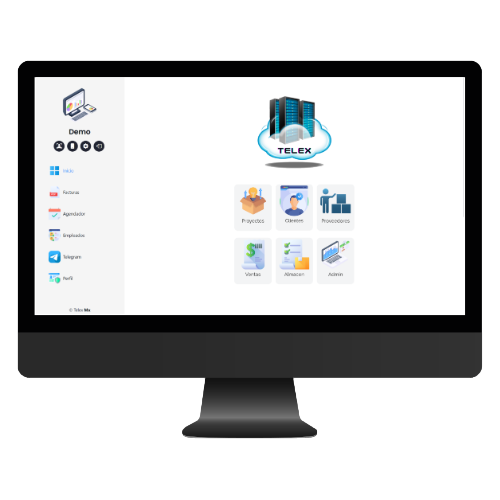 Demo
Inicio
Facturas
Agendador
Empleados
Telegram
Perfil
© Telex Mx
TELEX
Proyectos
Clientes
Proveedores
Ventas
Almacen
Admin